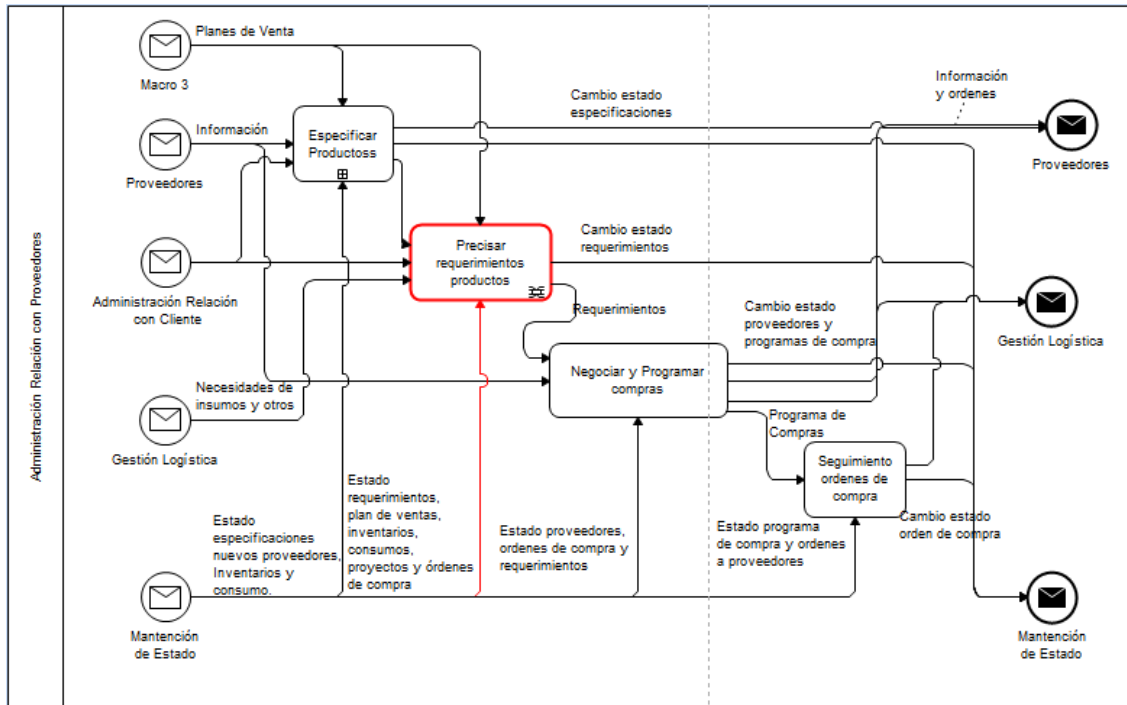 Administración Relación con Proveedores
Planes de Venta
Macro 3
Información
Proveedores
Especificar
Productoss
Cambio estado
especificaciones
Información
y ordenes
Proveedores
Administración Relación
con Cliente
Precisar
requerimientos
productos
Cambio estado
requerimientos
Requerimientos
Cambio estado
proveedores y
programas de compra
Gestión Logística
Necesidades de
insumos y otros
Gestión Logística
Negociar y Programar
compras
Programa de
Compras
Seguimiento
ordenes de
compra
Estado
especificaciones
nuevos proveedores,
Inventarios y
consumo.
Estado
requerimientos,
plan de ventas,
inventarios,
consumos,
proyectos y órdenes
de compra
Estado proveedores,
ordenes de compra y
requerimientos
Estado programa
de compra y ordenes
a proveedores
Cambio estado
orden de compra
Mantención
de Estado
Mantención
de Estado